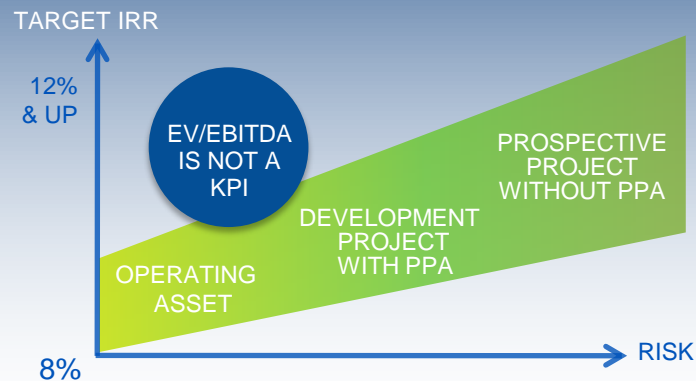 TARGET IRR
12%
& UP
EV/EBITDA
IS NOT A
KPI
PROSPECTIVE
PROJECT
WITHOUT PPA
DEVELOPMENT
PROJECT
WITH PPA
OPERATING
ASSET
RISK
8%